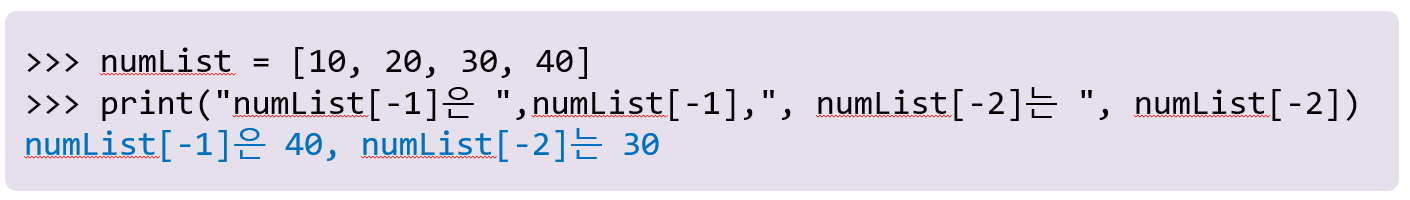 >>> numList = [10, 20, 30, 40]
>>> print("numList[-1]은 ",numList[-1],", numList[-2]는 ", numList[-2])
numList[-1]은 40, numList[-2]는 30